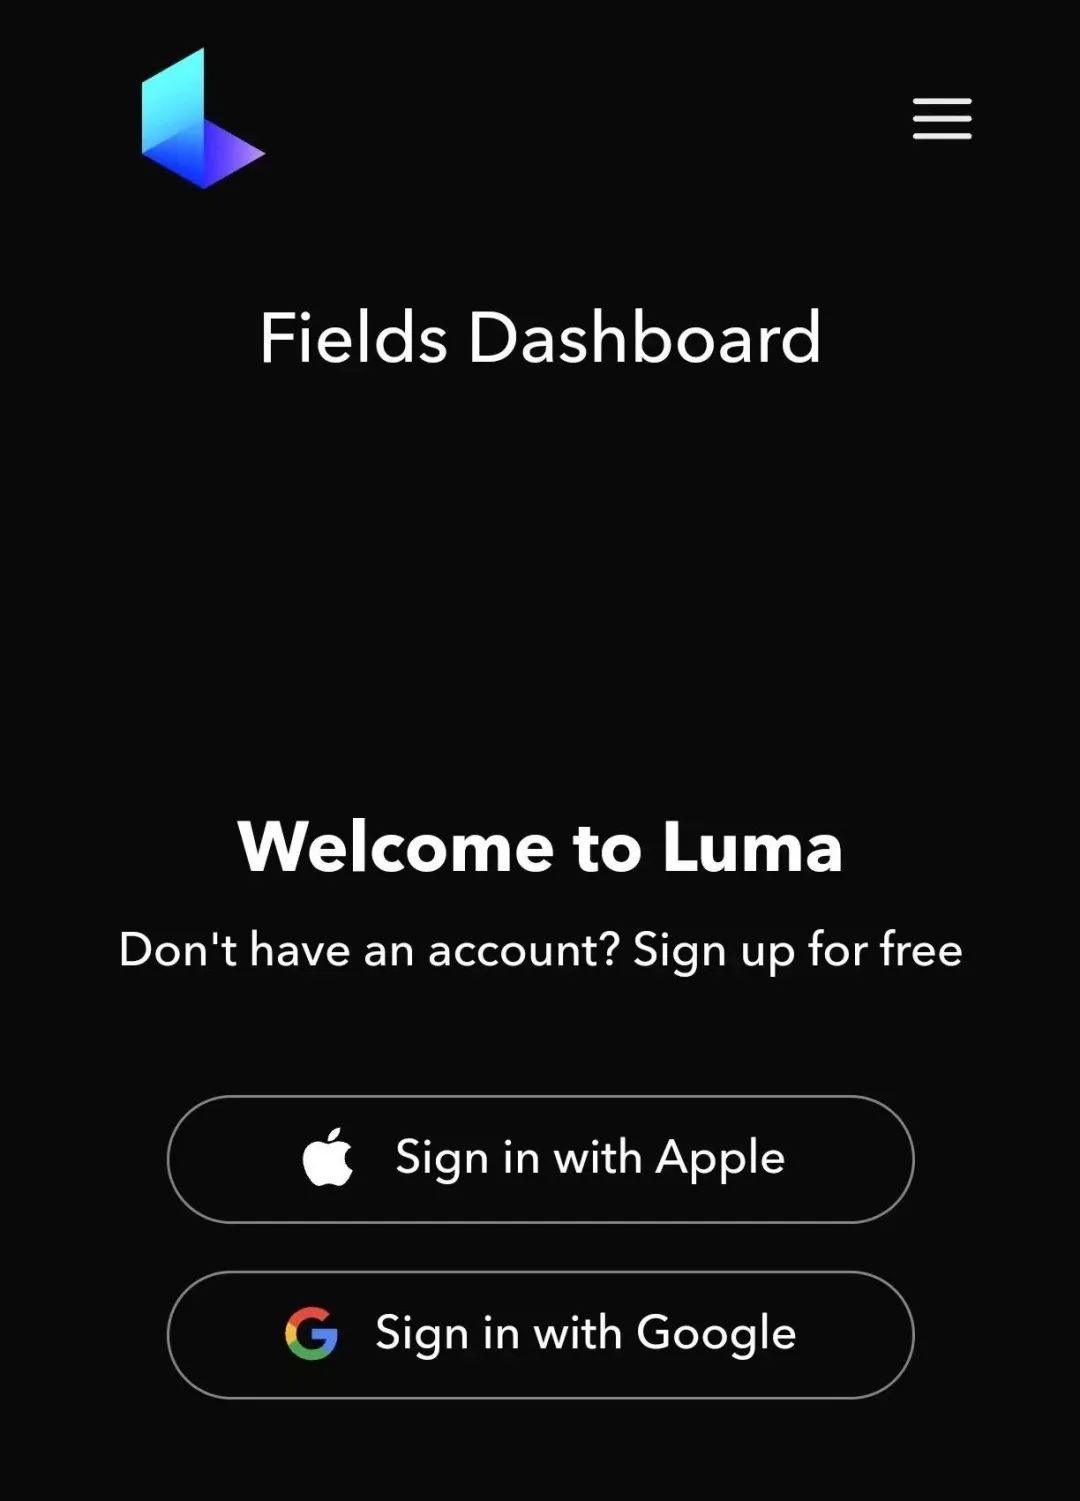 Fields Dashboard
Welcome to Luma
Don't have an account? Sign up for free
Sign in with Apple
Sign in with Google